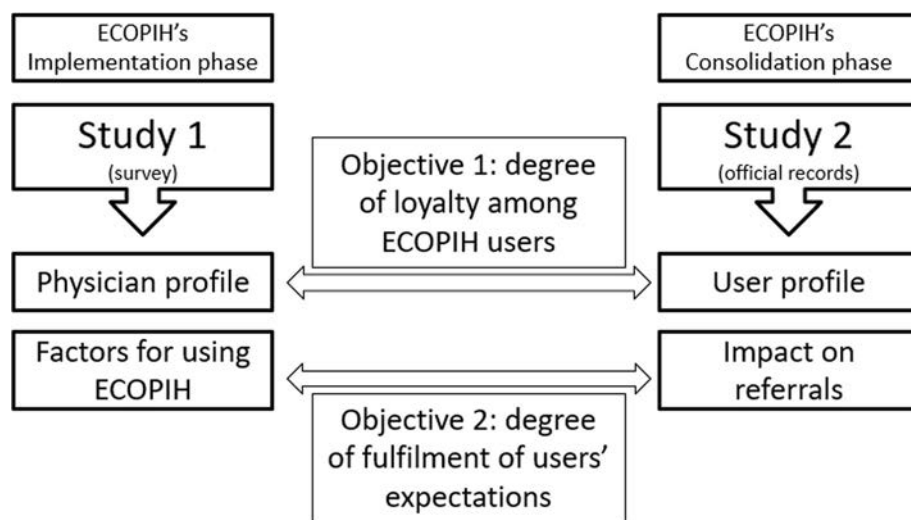 ECOPIH's
Implementation phase
ECOPIH's
Consolidation phase
Study 1
(survey)
Study 2
(official records)
Objective 1: degree
of loyalty among
ECOPIH users
Physician profile
User profile
Factors for using
ECOPIH
Impact on
referrals
Objective 2: degree
of fulfilment of users’
expectations